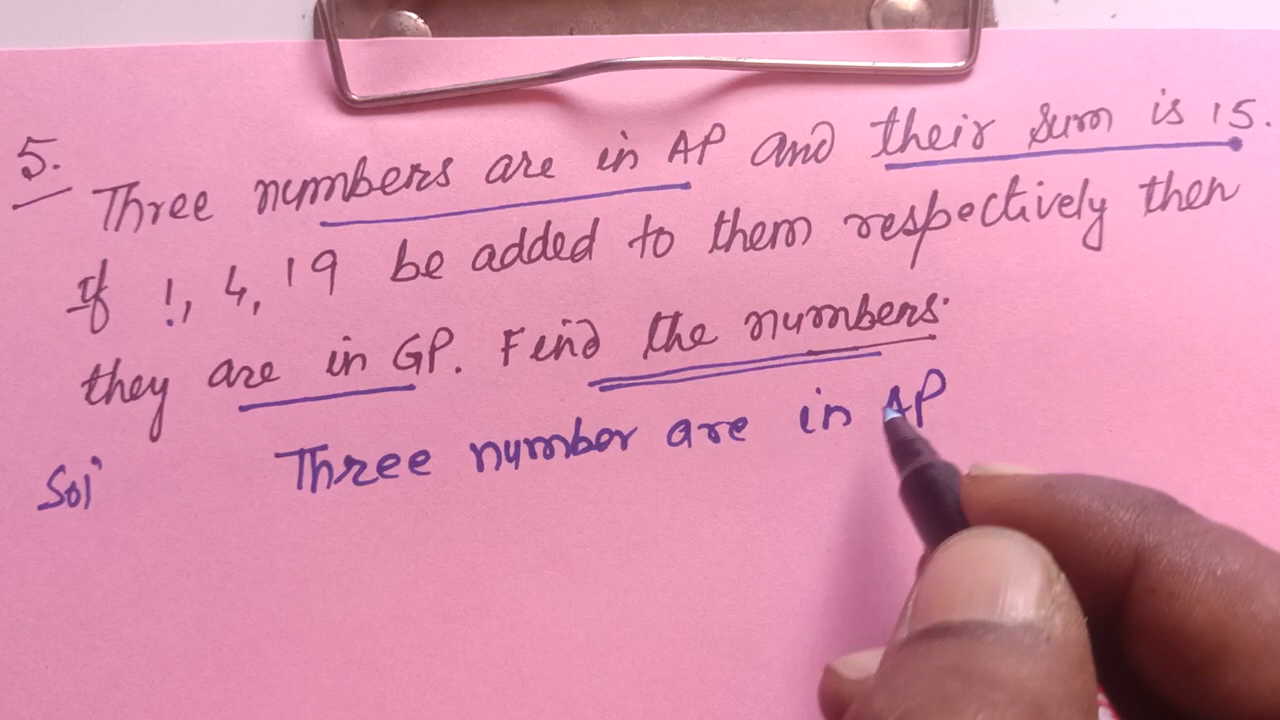 5. Three numbers are in AP and their Sum is 15.
If 1, 4, 19 be added to them respectively then
they are in GP. Find the numbers.
Sol Three number are in AP